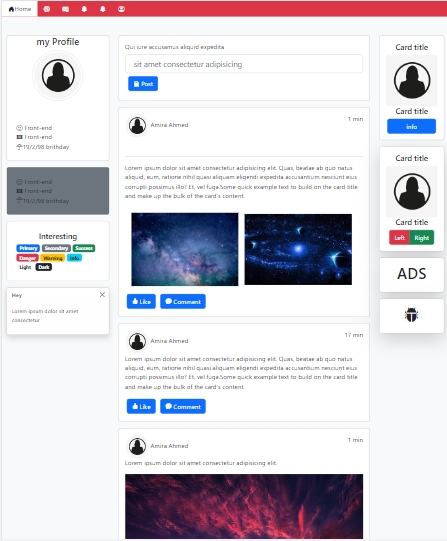 Home
my Profile
Front-end
Front-end
19/2/98 birthday
Front-end
Front-end
19/2/98 birthday
Interesting
Primary Secondary Success
Danger Warning Info
Light Dark
Hey
Lorem ipsum dolor sit amet
consectetur
Qui iure accusamus aliquid expedita
sit amet consectetur adipisicing
Post
Amira Ahmed
1 min
Lorem ipsum dolor sit amet consectetur adipisicing elit. Quas, beatae ab quo natus
aliquid, eum, ratione nihil quasi aliquam expedita accusantium nesciunt eius
corrupti possimus illo? Et, vel fuga.Some quick example text to build on the card title
and make up the bulk of the card's content.
Like Comment
Amira Ahmed
17 min
Lorem ipsum dolor sit amet consectetur adipisicing elit. Quas, beatae ab quo natus
aliquid, eum, ratione nihil quasi aliquam expedita accusantium nesciunt eius
corrupti possimus illo? Et, vel fuga.Some quick example text to build on the card title
and make up the bulk of the card's content.
Like Comment
Amira Ahmed
1 min
Lorem ipsum dolor sit amet consectetur adipisicing elit.
Card title
Card title
info
Card title
Card title
Left Right
ADS